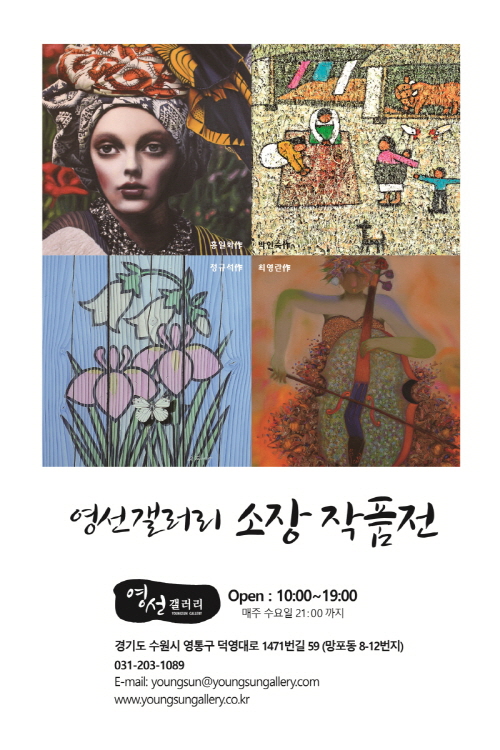 홍일화作
박인옥作
정규석作
최영란作
영선갤러리 소장 작품전
영선갤러리
YOUNGSUN GALLERY
Open : 10:00~19:00
매주 수요일 21:00 까지
경기도 수원시 영통구 덕영대로 1471번길 59 (망포동 8-12번지)
031-203-1089
E-mail: youngsun@youngsungallery.com
www.youngsungallery.co.kr